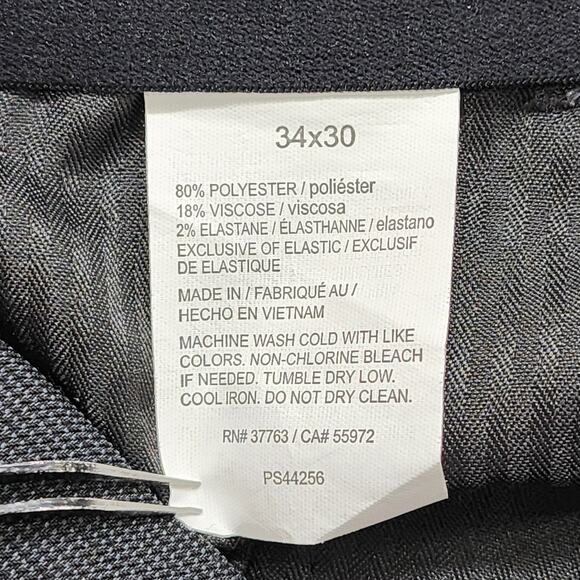 34x30
80% POLYESTER / poliéster
18% VISCOSE / viscosa
2% ELASTANE / ÉLASTHANNE / elastano
EXCLUSIVE OF ELASTIC / EXCLUSIF
DE ELASTIQUE
MADE IN / FABRIQUÉ AU /
HECHO EN VIETNAM
MACHINE WASH COLD WITH LIKE
COLORS. NON-CHLORINE BLEACH
IF NEEDED. TUMBLE DRY LOW.
COOL IRON. DO NOT DRY CLEAN.
RN# 37763 / CA# 55972
PS44256